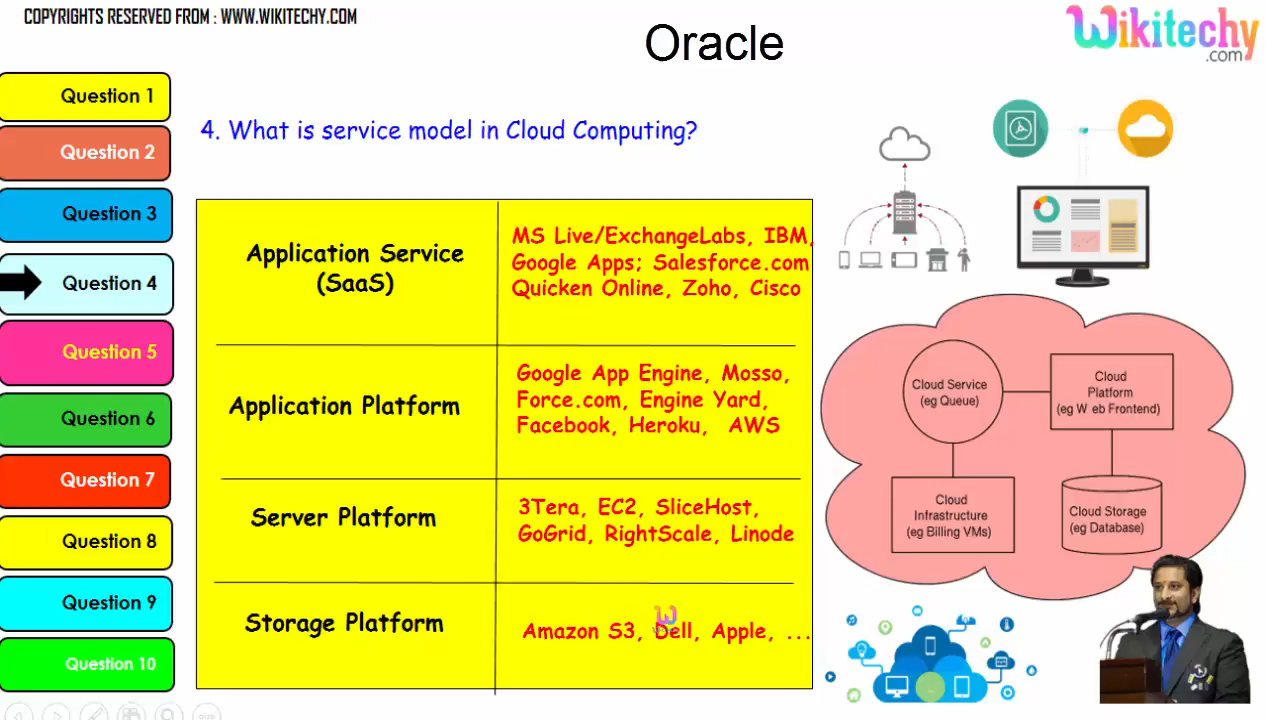 COPYRIGHTS RESERVED FROM : WWW.WIKITECHY.COM
Oracle
Wikitechy
.com
Question 1
Question 2
Question 3
Question 4
Question 5
Question 6
Question 7
Question 8
Question 9
Question 10
4. What is service model in Cloud Computing?
Application Service
(SaaS)
MS Live/ExchangeLabs, IBM,
Google Apps; Salesforce.com
Quicken Online, Zoho, Cisco
Application Platform
Google App Engine, Mosso,
Force.com, Engine Yard,
Facebook, Heroku, AWS
Server Platform
3Tera, EC2, SliceHost,
GoGrid, RightScale, Linode
Storage Platform
Amazon S3, Dell, Apple, ...
Cloud Service
(eg Queue)
Cloud
Platform
(eg W eb Frontend)
Cloud
Infrastructure
(eg Billing VMs)
Cloud Storage
(eg Database)